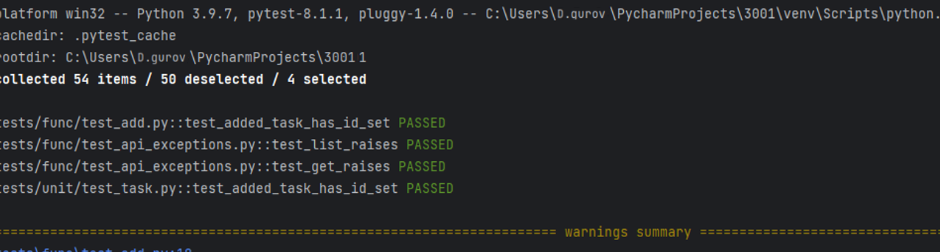 platform win32 -- Python 3.9.7, pytest-8.1.1, pluggy-1.4.0 -- C:\Users\D.gurov\PycharmProjects\3001\venv\Scripts\python.
cachedir: .pytest_cache
rootdir: C:\Users\D.gurov\PycharmProjects\30011
collected 54 items / 50 deselected / 4 selected
tests/func/test_add.py::test_added_task_has_id_set PASSED
tests/func/test_api_exceptions.py::test_list_raises PASSED
tests/func/test_api_exceptions.py::test_get_raises PASSED
tests/unit/test_task.py::test_added_task_has_id_set PASSED
======================================================================= warnings summary ===============================
tests\func\test_add.py:10